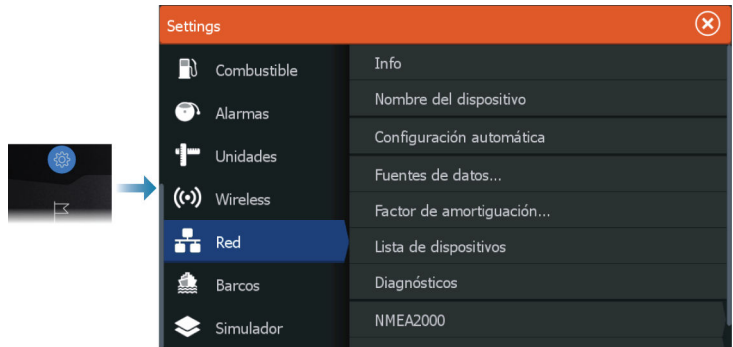 Settings
Combustible
Alarmas
Unidades
Wireless
Red
Barcos
Simulador
Info
Nombre del dispositivo
Configuración automática
Fuentes de datos...
Factor de amortiguación...
Lista de dispositivos
Diagnósticos
NMEA2000